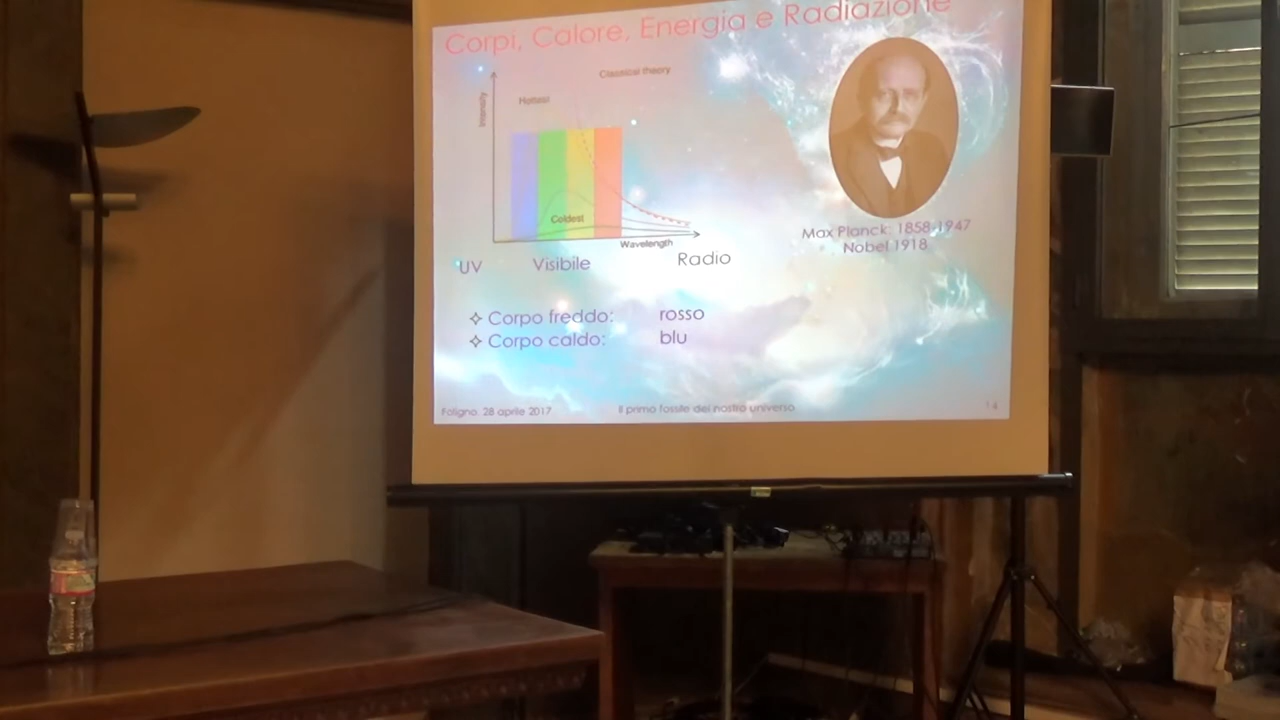 Corpi, Calore, Energia e Radiazione
Classical theory
Intensity
Hottest
Coldest
Wavelength
UV
Visibile
Radio
Max Planck: 1858-1947
Nobel 1918
✧ Corpo freddo: rosso
✧ Corpo caldo: blu
Foligno, 28 aprile 2017
Il primo fossile del nostro universo
14